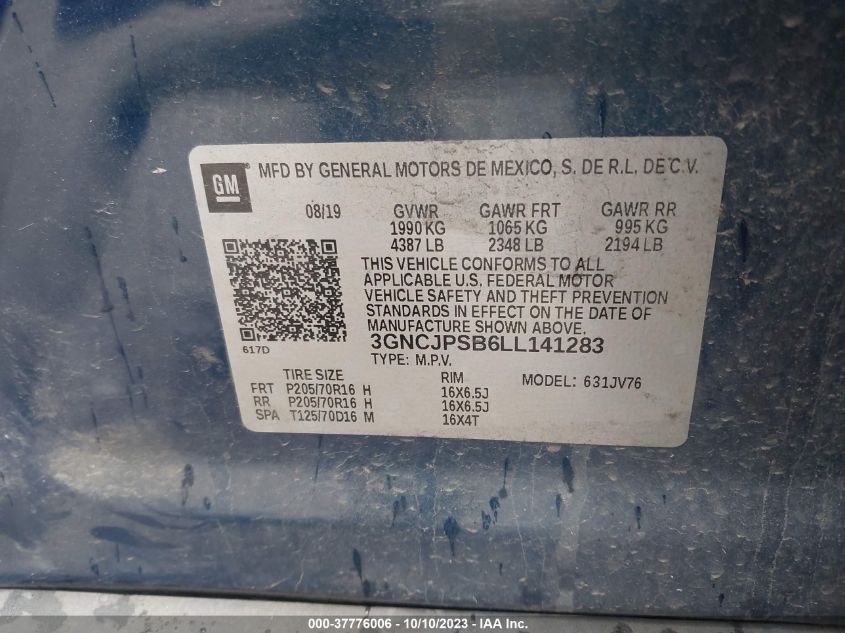 GM ® MFD BY GENERAL MOTORS DE MEXICO, S. DE R.L. DE C.V.
08/19 GVWR GAWR FRT GAWR RR
1990 KG 1065 KG 995 KG
4387 LB 2348 LB 2194 LB
THIS VEHICLE CONFORMS TO ALL
APPLICABLE U.S. FEDERAL MOTOR
VEHICLE SAFETY AND THEFT PREVENTION
STANDARDS IN EFFECT ON THE DATE OF
MANUFACTURE SHOWN ABOVE.
617D 3GNCJPSB6LL141283
TYPE: M.P.V.
TIRE SIZE RIM MODEL: 631JV76
FRT P205/70R16 H 16X6.5J
RR P205/70R16 H 16X6.5J
SPA T125/70D16 M 16X4T
000-37776006 - 10/10/2023 - IAA Inc.